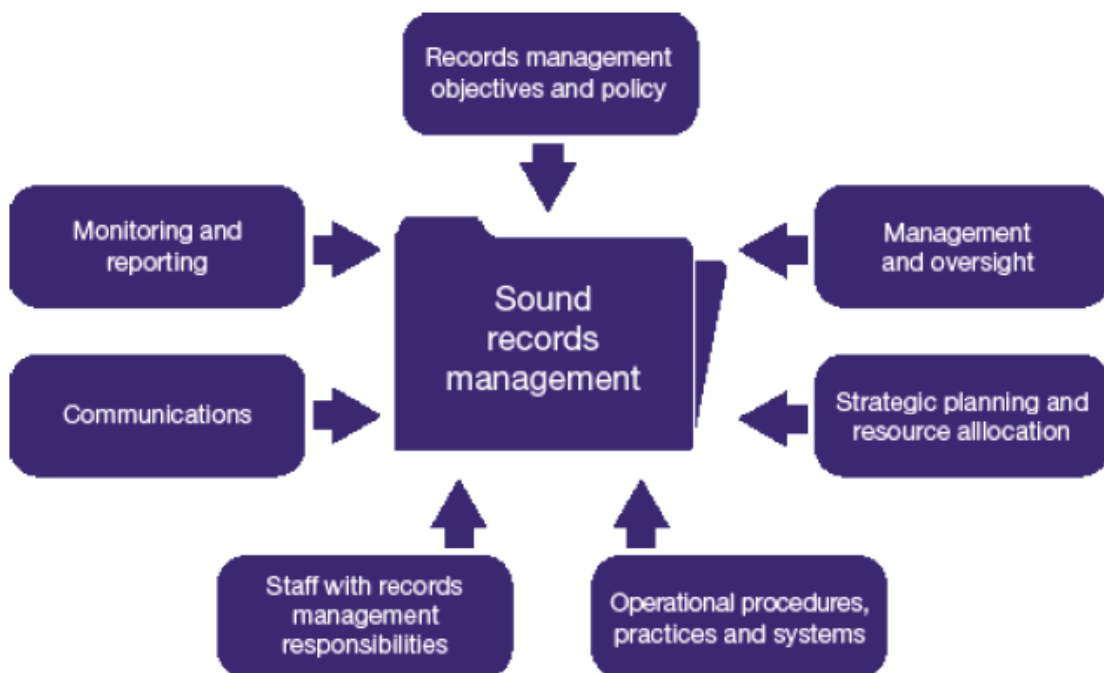 Records management
objectives and policy
Monitoring and
reporting
Management
and oversight
Sound
records
management
Communications
Strategic planning and
resource alllocation
Staff with records
management
responsibilities
Operational procedures,
practices and systems